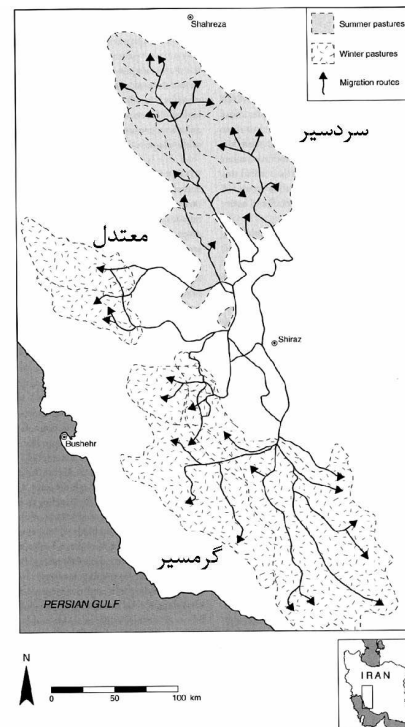 Shahreza
Summer pastures
Winter pastures
Migration routes
سردسیر
معتدل
Shiraz
Bushehr
گرمسیر
PERSIAN GULF
N
0 50 100 km
IRAN